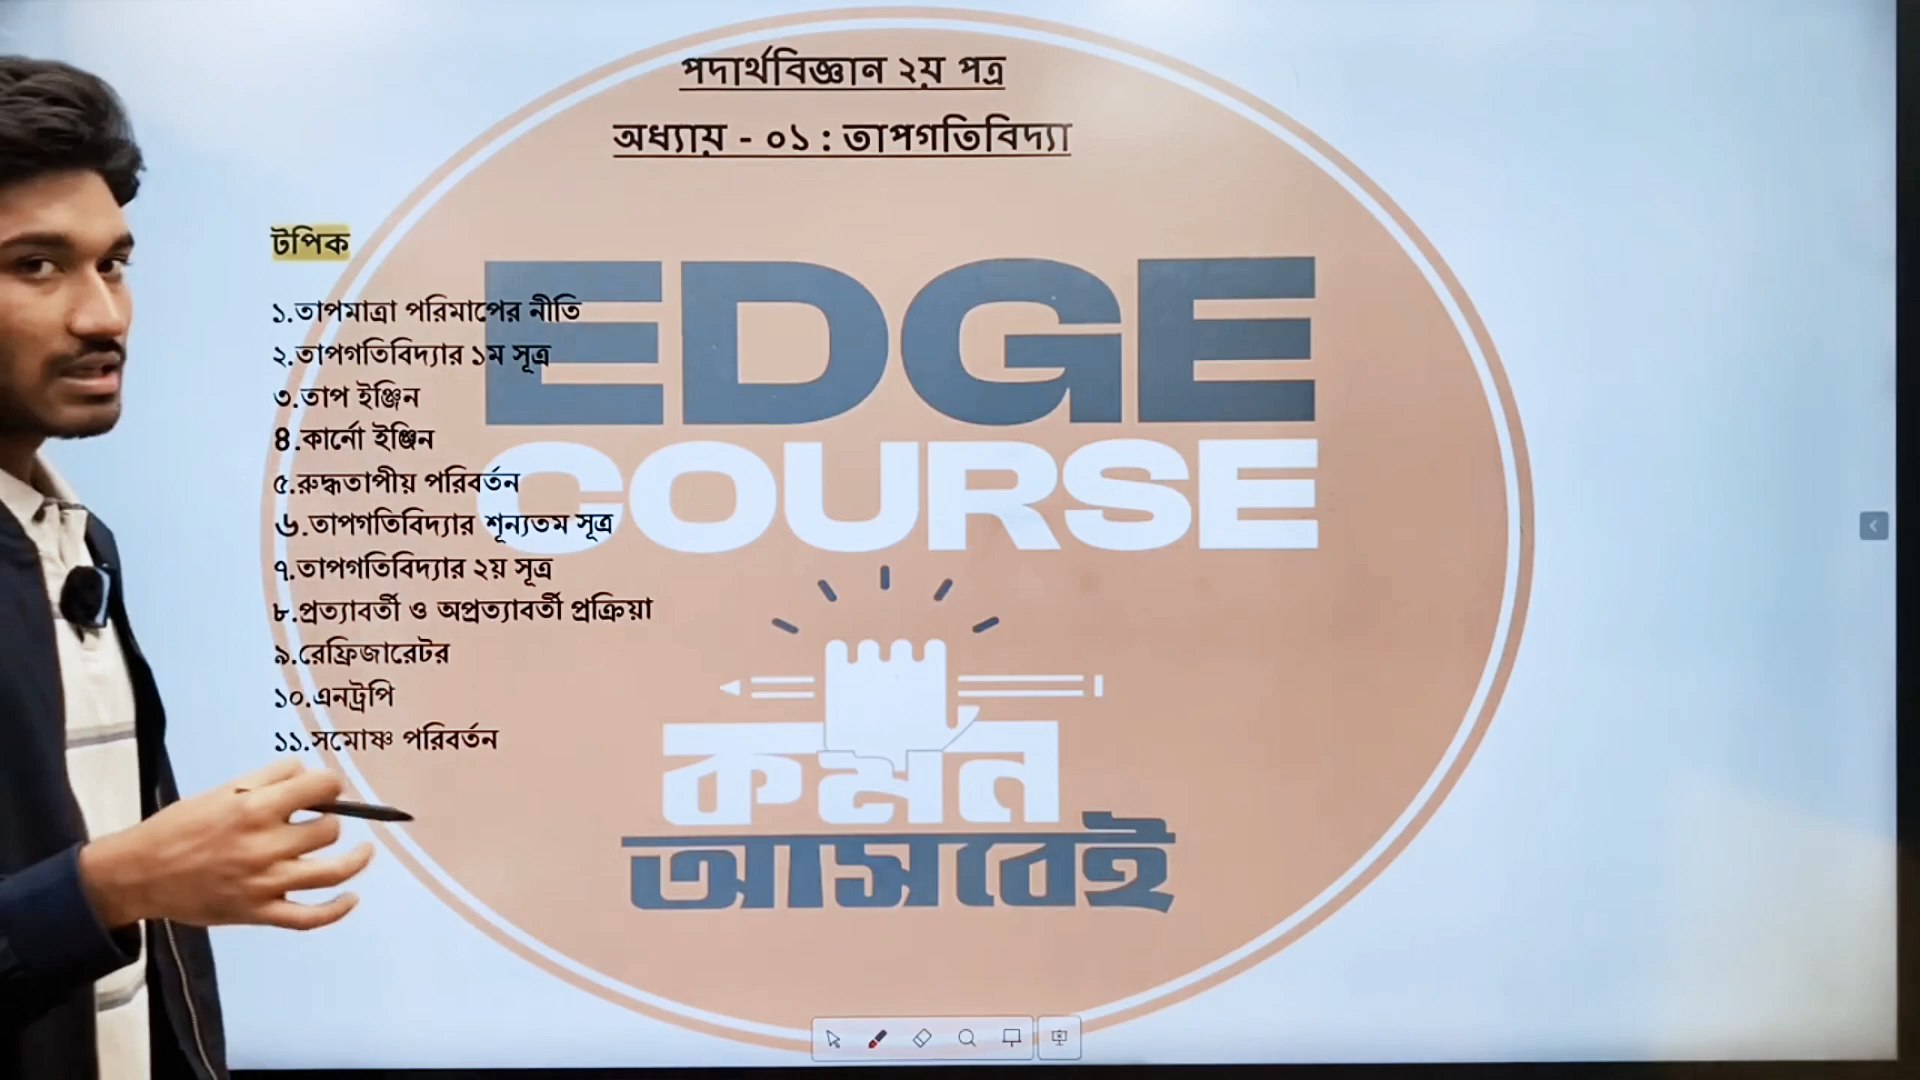 পদার্থবিজ্ঞান ২য় পত্র
অধ্যায় - ০১ : তাপগতিবিদ্যা
টপিক
১.তাপমাত্রা পরিমাপের নীতি
২.তাপগতিবিদ্যার ১ম সূত্র
৩.তাপ ইঞ্জিন
৪.কার্নো ইঞ্জিন
৫.রুদ্ধতাপীয় পরিবর্তন
৬.তাপগতিবিদ্যার শূন্যতম সূত্র
৭.তাপগতিবিদ্যার ২য় সূত্র
৮.প্রত্যাবর্তী ও অপ্রত্যাবর্তী প্রক্রিয়া
৯.রেফ্রিজারেটর
১০.এনট্রপি
১১.সমোষ্ণ পরিবর্তন
EDGE
COURSE
কমন
আসবেই